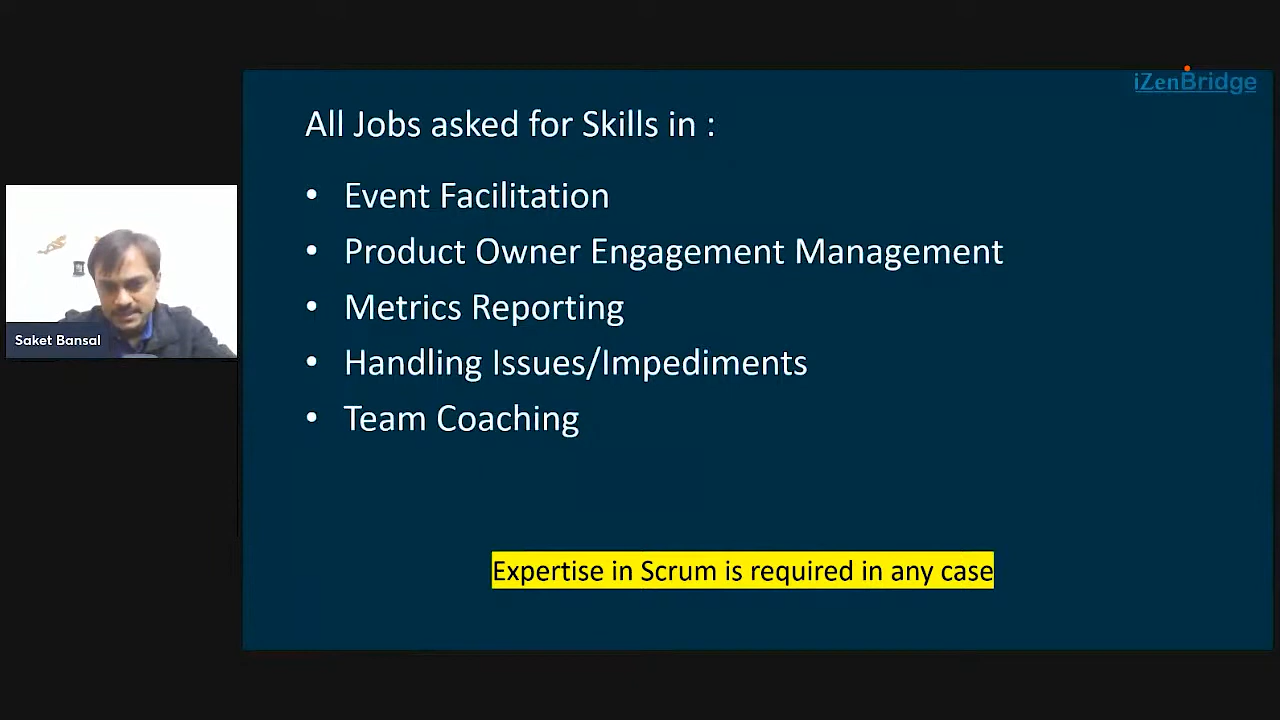 iZenBridge
All Jobs asked for Skills in :
• Event Facilitation
• Product Owner Engagement Management
• Metrics Reporting
• Handling Issues/Impediments
• Team Coaching
Saket Bansal
Expertise in Scrum is required in any case